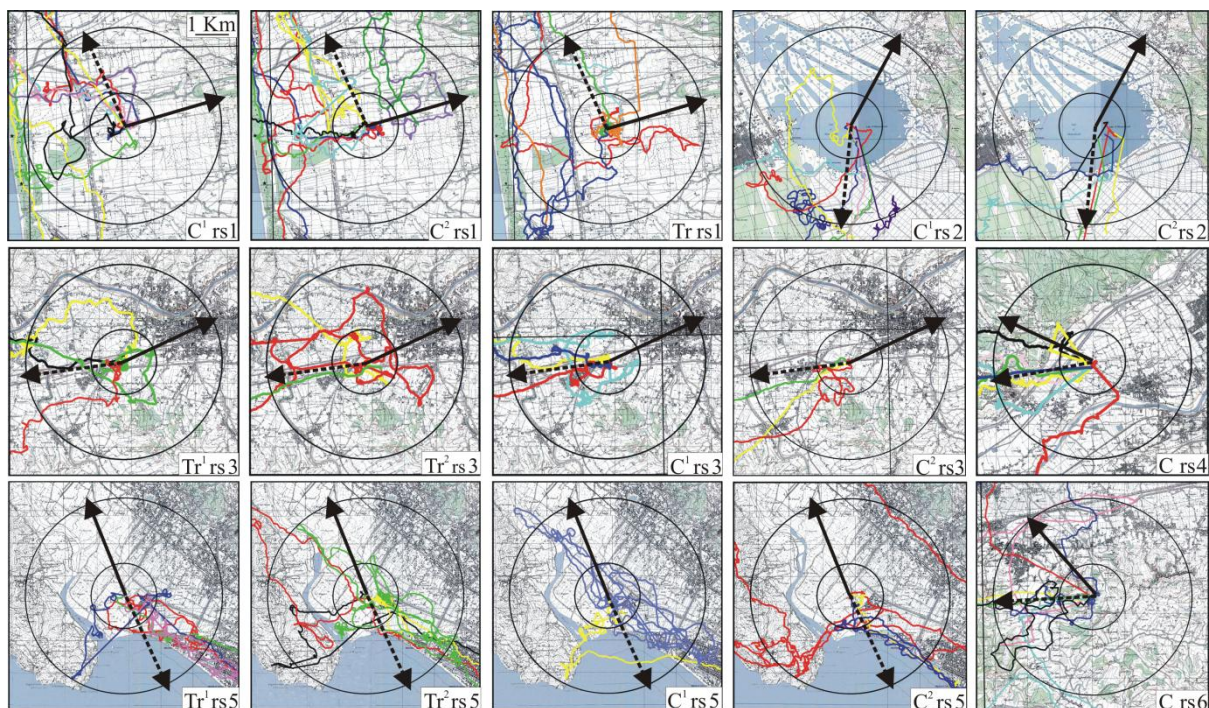 1 Km
C¹ rs1
C² rs1
Tr rs1
C¹ rs2
C² rs2
Tr¹ rs3
Tr² rs3
C¹ rs3
C² rs3
C rs4
Tr¹ rs5
Tr² rs5
C¹ rs5
C² rs5
C rs6